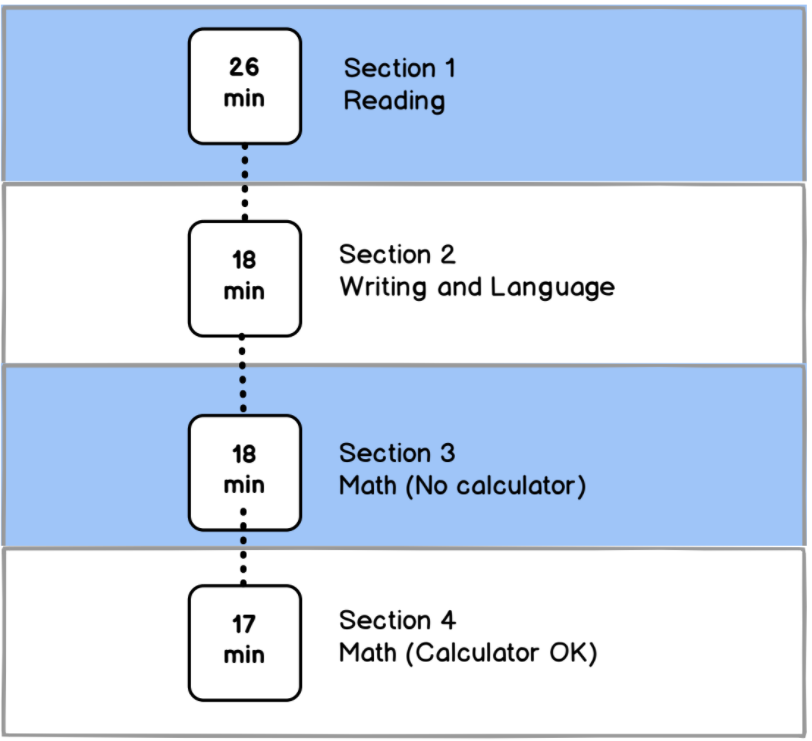 26
min
Section 1
Reading
18
min
Section 2
Writing and Language
18
min
Section 3
Math (No calculator)
17
min
Section 4
Math (Calculator OK)